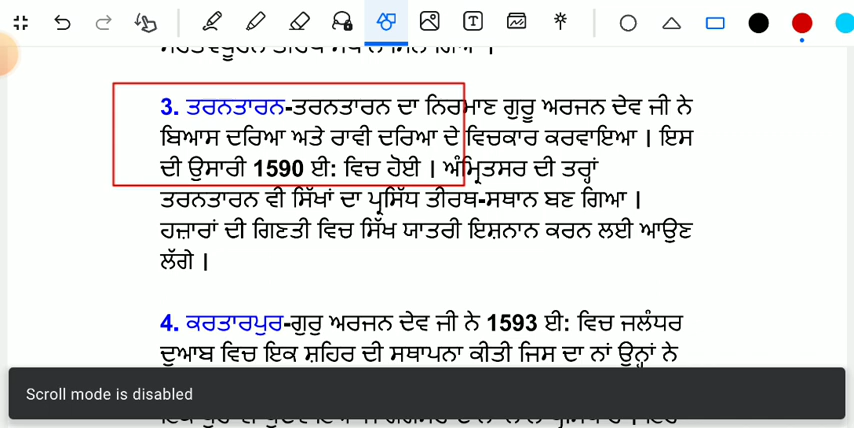 3. ਤਰਨਤਾਰਨ-ਤਰਨਤਾਰਨ ਦਾ ਨਿਰਮਾਣ ਗੁਰੂ ਅਰਜਨ ਦੇਵ ਜੀ ਨੇ
ਬਿਆਸ ਦਰਿਆ ਅਤੇ ਰਾਵੀ ਦਰਿਆ ਦੇ ਵਿਚਕਾਰ ਕਰਵਾਇਆ | ਇਸ
ਦੀ ਉਸਾਰੀ 1590 ਈ: ਵਿਚ ਹੋਈ | ਅੰਮ੍ਰਿਤਸਰ ਦੀ ਤਰ੍ਹਾਂ
ਤਰਨਤਾਰਨ ਵੀ ਸਿੱਖਾਂ ਦਾ ਪ੍ਰਸਿੱਧ ਤੀਰਥ-ਸਥਾਨ ਬਣ ਗਿਆ |
ਹਜ਼ਾਰਾਂ ਦੀ ਗਿਣਤੀ ਵਿਚ ਸਿੱਖ ਯਾਤਰੀ ਇਸ਼ਨਾਨ ਕਰਨ ਲਈ ਆਉਣ
ਲੱਗੇ |
4. ਕਰਤਾਰਪੁਰ-ਗੁਰੁ ਅਰਜਨ ਦੇਵ ਜੀ ਨੇ 1593 ਈ: ਵਿਚ ਜਲੰਧਰ
ਦੁਆਬ ਵਿਚ ਇਕ ਸ਼ਹਿਰ ਦੀ ਸਥਾਪਨਾ ਕੀਤੀ ਜਿਸ ਦਾ ਨਾਂ ਉਨ੍ਹਾਂ ਨੇ
Scroll mode is disabled